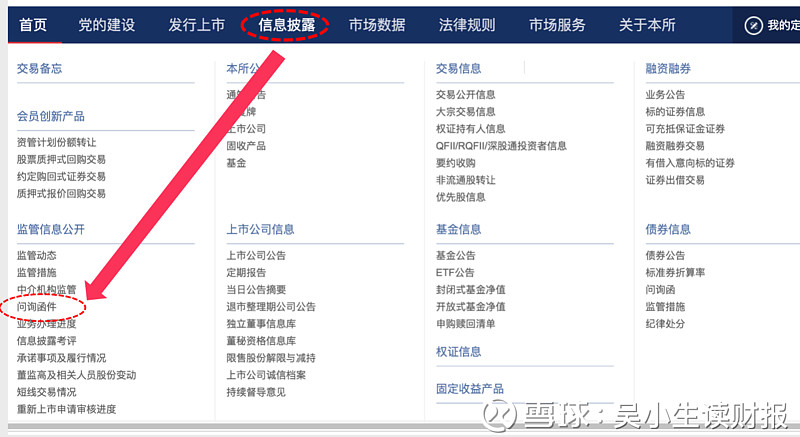 首页 党的建设 发行上市 信息披露 市场数据 法律规则 市场服务 关于本所 我的定
交易备忘
会员创新产品
资管计划份额转让
股票质押式回购交易
约定购回式证券交易
质押式报价回购交易
本所公
通 告
牌
上市公司
固收产品
基金
交易信息
交易公开信息
大宗交易信息
权证持有人信息
QFII/RQFII/深股通投资者信息
要约收购
非流通股转让
优先股信息
融资融券
业务公告
标的证券信息
可充抵保证金证券
融资融券交易
有借入意向标的证券
证券出借交易
监管信息公开
监管动态
监管措施
中介机构监管
问询函件
业务办理进度
信息披露考评
承诺事项及履行情况
董监高及相关人员股份变动
短线交易情况
重新上市申请审核进度
上市公司信息
上市公司公告
定期报告
当日公告摘要
退市整理期公司公告
独立董事信息库
董秘资格信息库
限售股份解限与减持
上市公司诚信档案
持续督导意见
基金信息
基金公告
ETF公告
封闭式基金净值
开放式基金净值
申购赎回清单
权证信息
固定收益产品
债券信息
债券公告
标准券折算率
问询函
监管措施
纪律处分
雪球：吴小生读财报